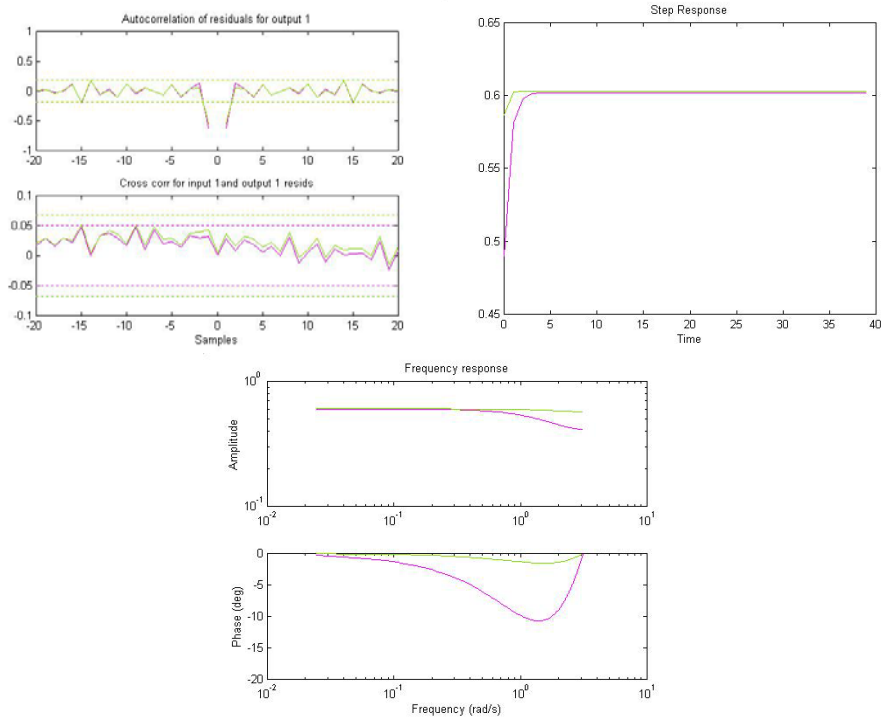 Autocorrelation of residuals for output 1
1
0.5
0
-0.5
-1
-20 -15 -10 -5 0 5 10 15 20
Cross corr for input 1and output 1 resids
0.1
0.05
0
-0.05
-0.1
-20 -15 -10 -5 0 5 10 15 20
Samples
Step Response
0.65
0.6
0.55
0.5
0.45
0 5 10 15 20 25 30 35 40
Time
Frequency response
10^0
10^-1
Amplitude
10^-2 10^-1 10^0 10^1
0
-5
-10
-15
-20
Phase (deg)
10^-2 10^-1 10^0 10^1
Frequency (rad/s)